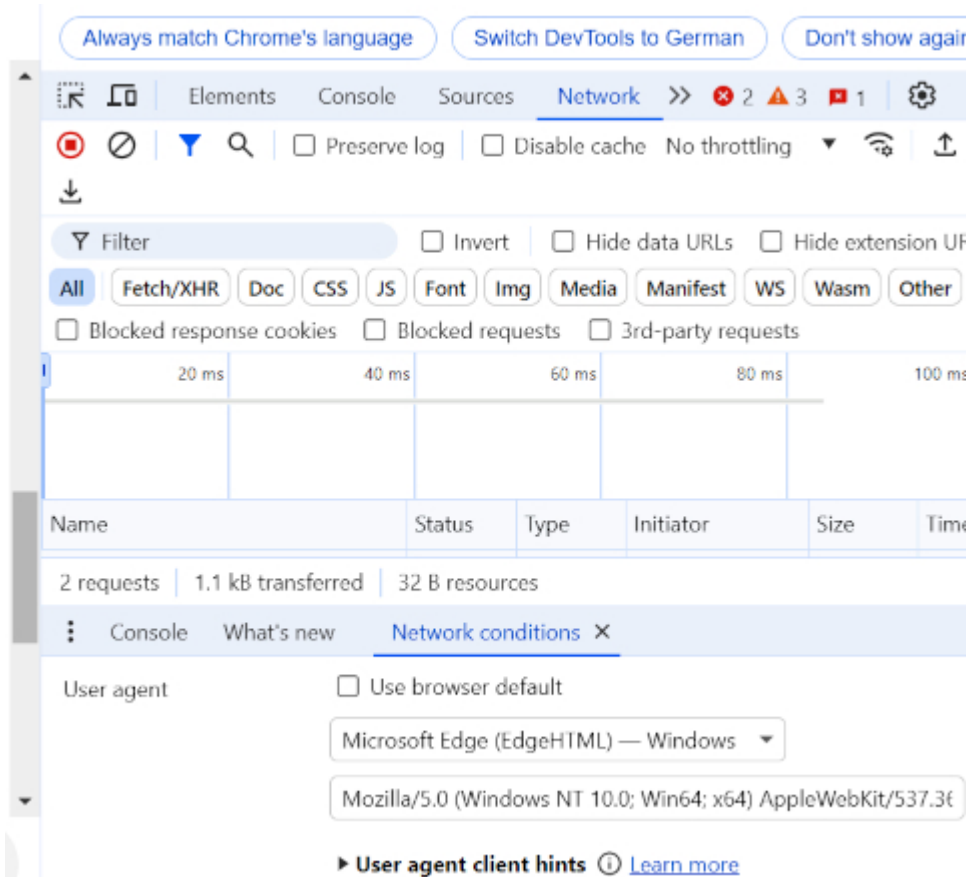 Always match Chrome's language Switch DevTools to German Don't show again
Elements Console Sources Network 2 3 1
Preserve log Disable cache No throttling
Filter Invert Hide data URLs Hide extension UR
All Fetch/XHR Doc CSS JS Font Img Media Manifest WS Wasm Other
Blocked response cookies Blocked requests 3rd-party requests
20 ms 40 ms 60 ms 80 ms 100 ms
Name Status Type Initiator Size Time
2 requests 1.1 kB transferred 32 B resources
Console What's new Network conditions
User agent Use browser default
Microsoft Edge (EdgeHTML) — Windows
Mozilla/5.0 (Windows NT 10.0; Win64; x64) AppleWebKit/537.36
User agent client hints Learn more